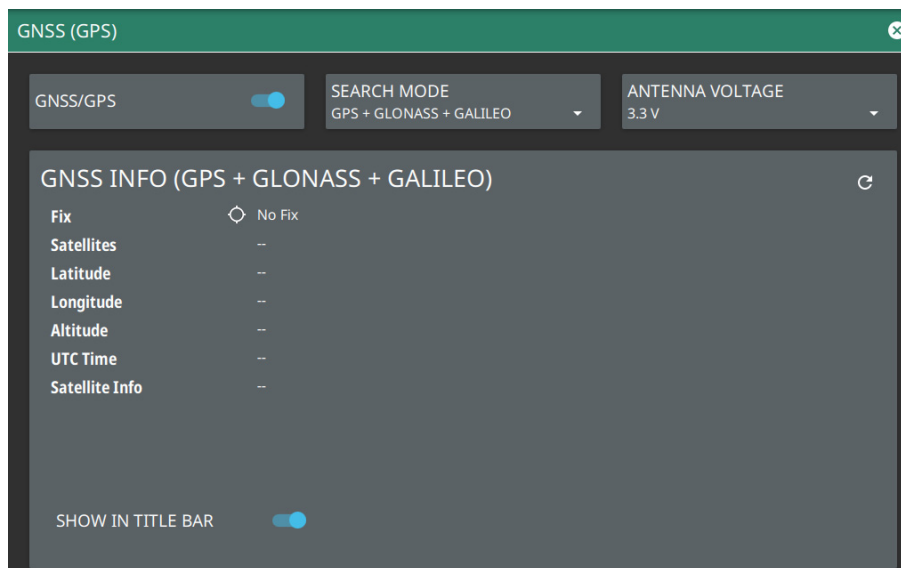 GNSS (GPS)
GNSS/GPS
SEARCH MODE
GPS + GLONASS + GALILEO
ANTENNA VOLTAGE
3.3 V
GNSS INFO (GPS + GLONASS + GALILEO)
Fix No Fix
Satellites --
Latitude --
Longitude --
Altitude --
UTC Time --
Satellite Info --
SHOW IN TITLE BAR